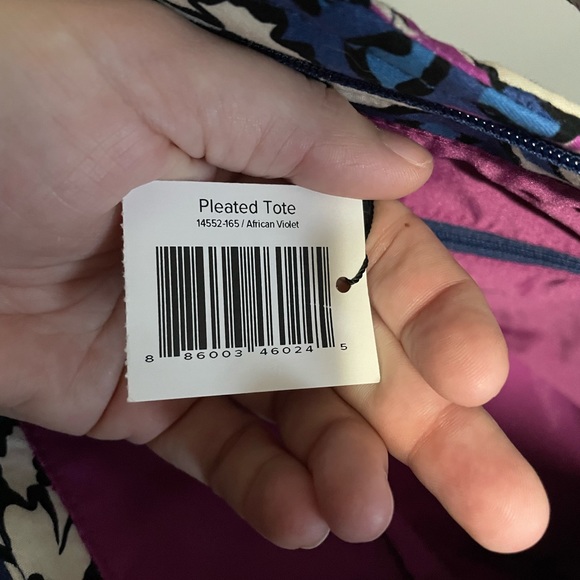 Pleated Tote
14552-165 / African Violet
8 86003 46024 5